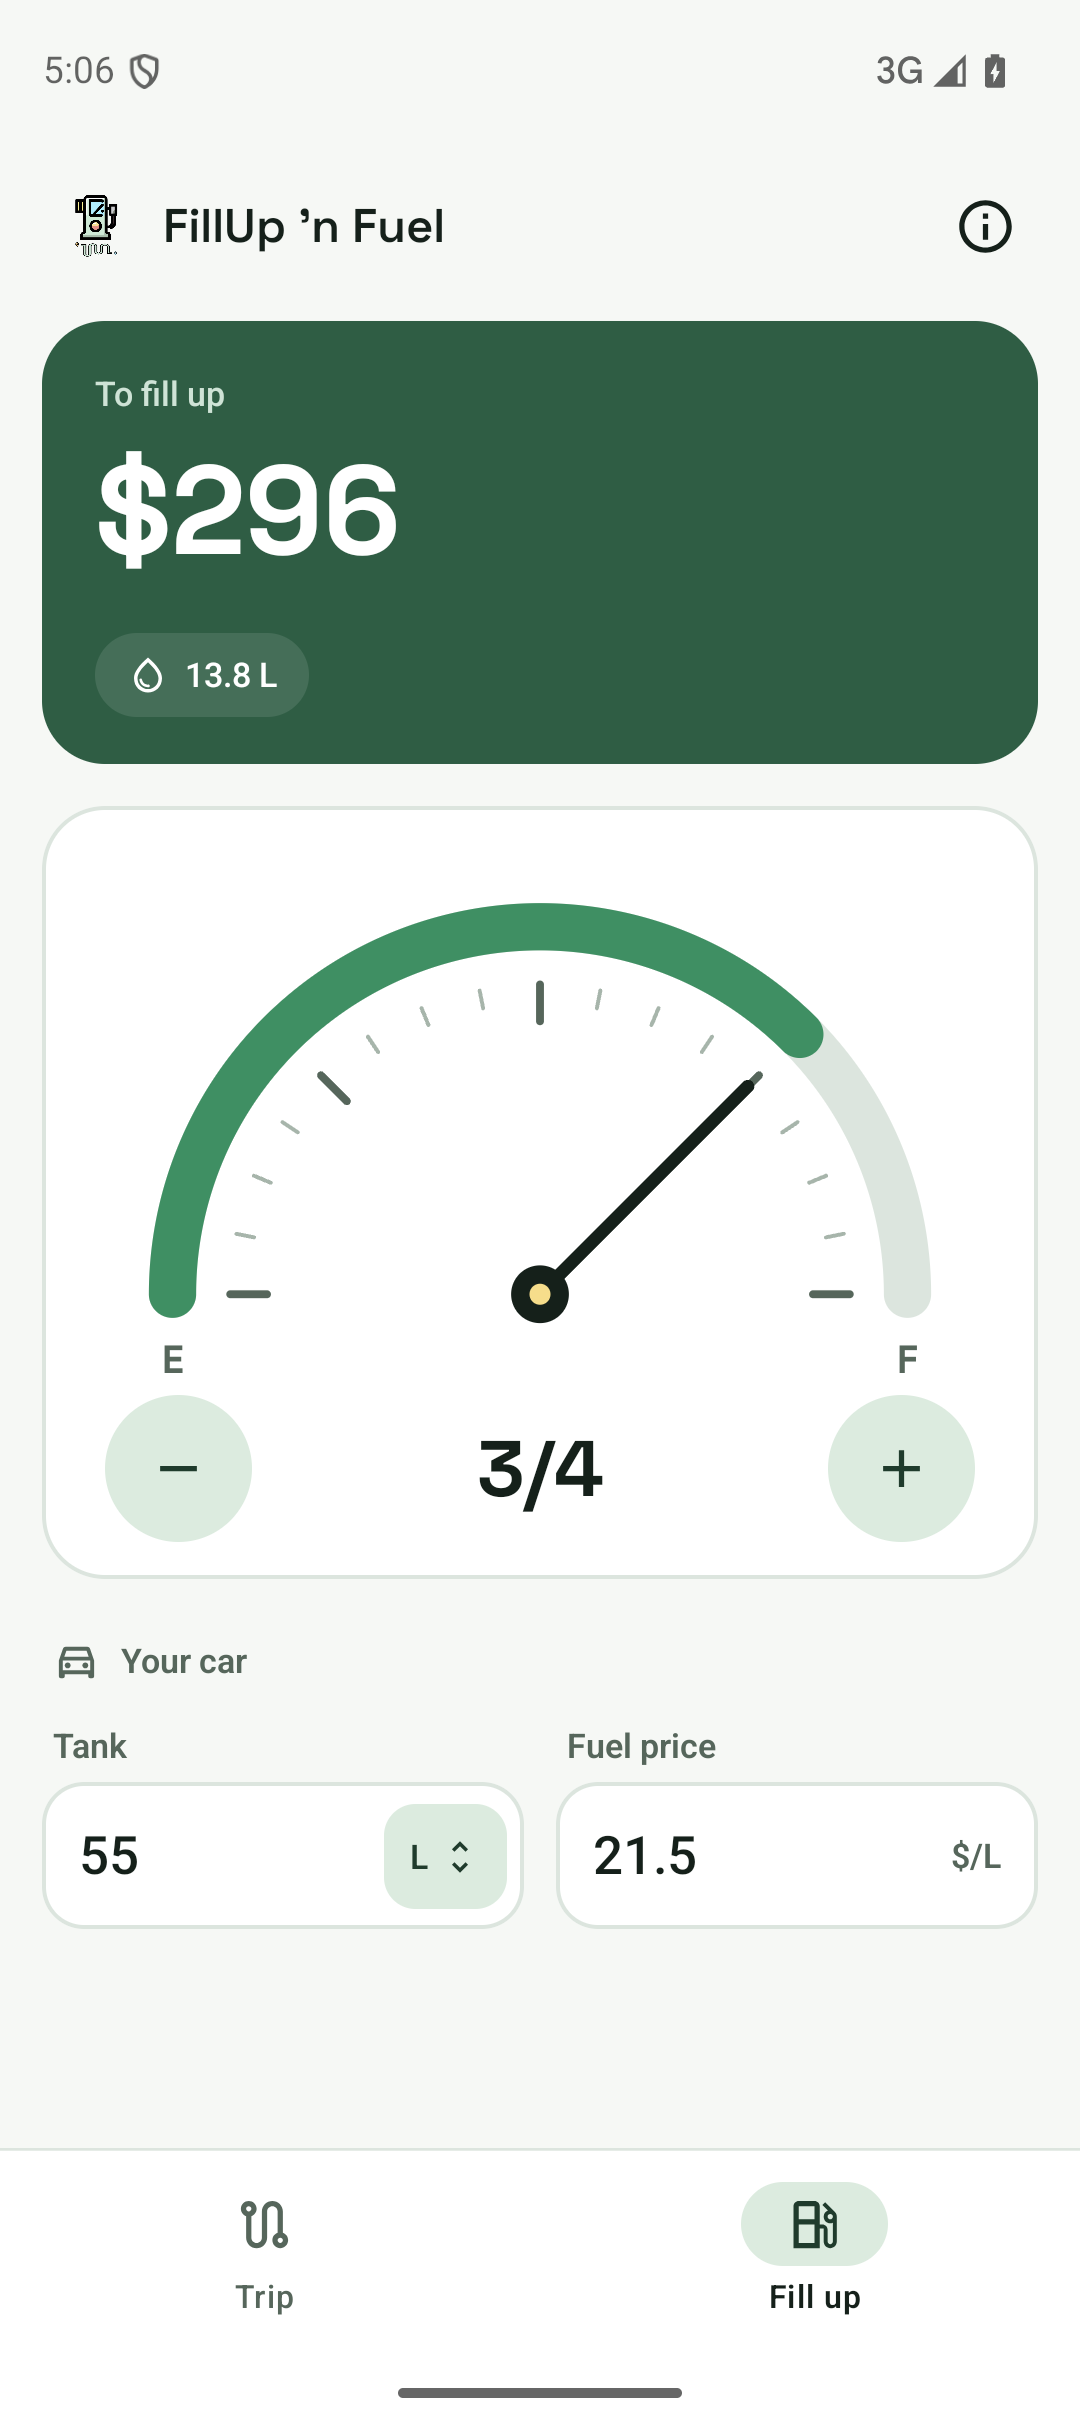 5:06
3G
FillUp ’n Fuel
To fill up
$296
13.8 L
E
F
3/4
Your car
Tank
Fuel price
55
L
21.5
$/L
Trip
Fill up